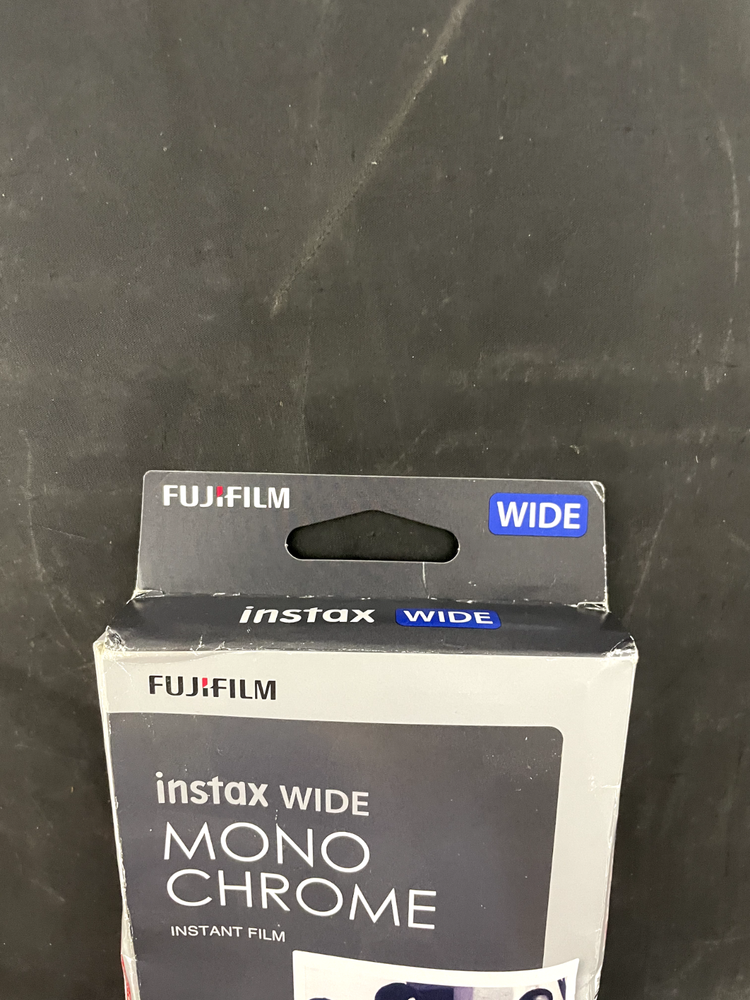 FUJIFILM
WIDE
instax WIDE
FUJIFILM
instax WIDE
MONO
CHROME
INSTANT FILM